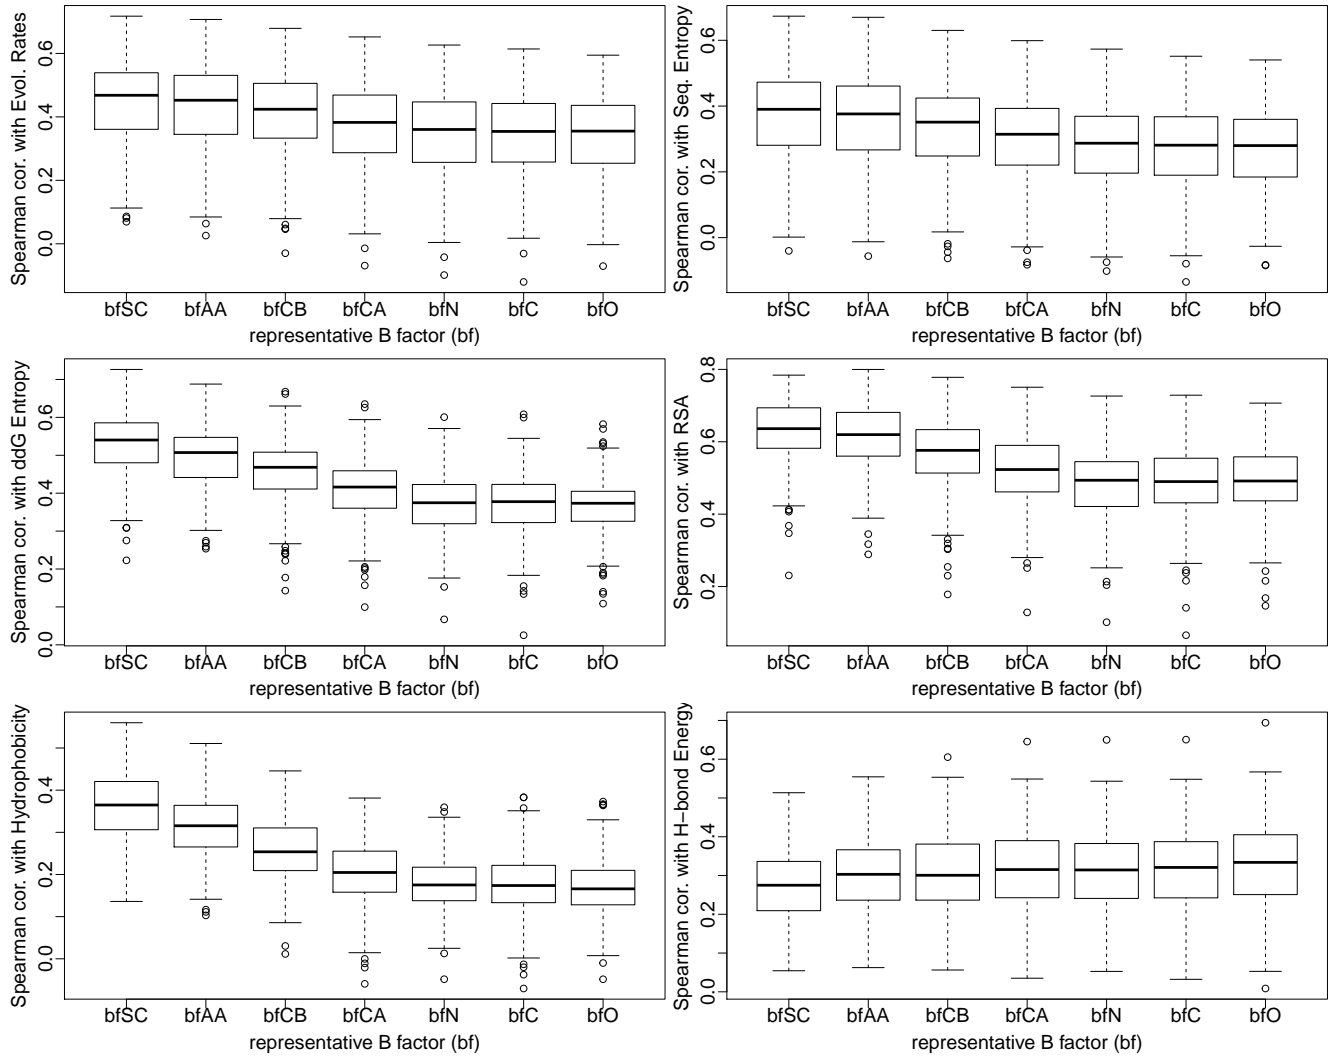 Spearman cor. with Evol. Rates
0.6
0.4
0.2
0.0
bfSC bfAA bfCB bfCA bfN bfC bfO
representative B factor (bf)
Spearman cor. with Seq. Entropy
0.6
0.4
0.2
0.0
bfSC bfAA bfCB bfCA bfN bfC bfO
representative B factor (bf)
Spearman cor. with ddG Entropy
0.6
0.4
0.2
0.0
bfSC bfAA bfCB bfCA bfN bfC bfO
representative B factor (bf)
Spearman cor. with RSA
0.8
0.6
0.4
0.2
bfSC bfAA bfCB bfCA bfN bfC bfO
representative B factor (bf)
Spearman cor. with Hydrophobicity
0.4
0.2
0.0
bfSC bfAA bfCB bfCA bfN bfC bfO
representative B factor (bf)
Spearman cor. with H−bond Energy
0.6
0.4
0.2
0.0
bfSC bfAA bfCB bfCA bfN bfC bfO
representative B factor (bf)